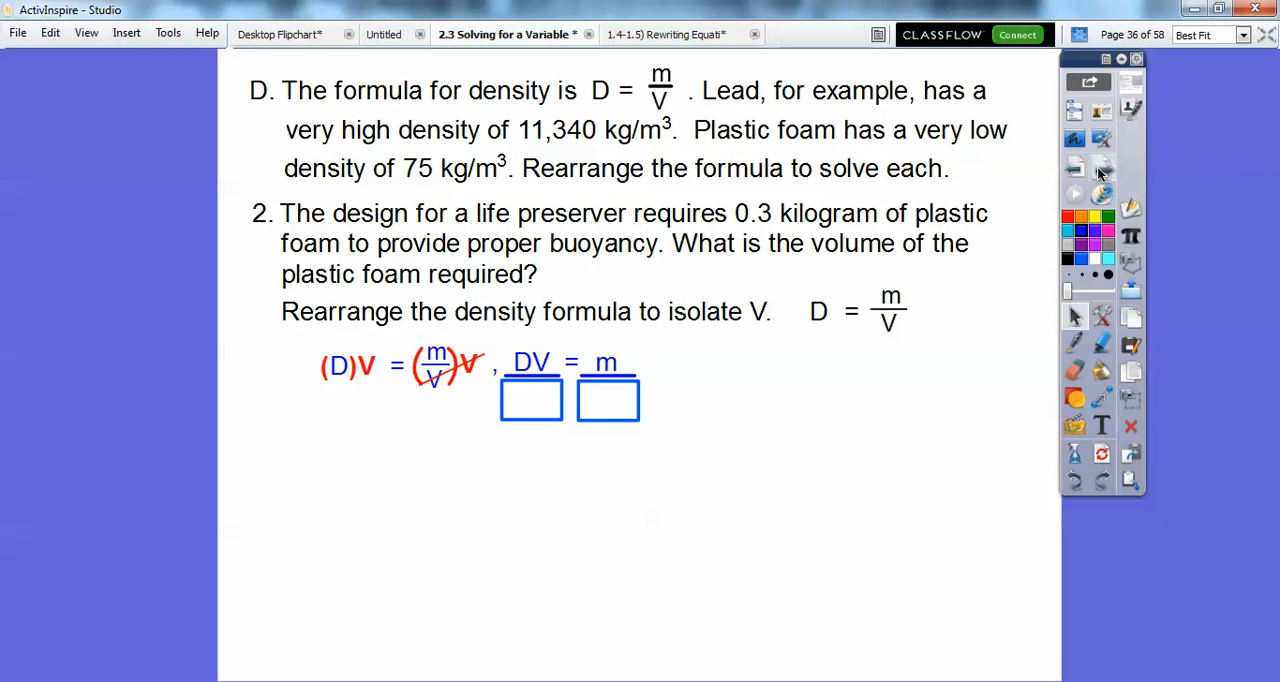 ActivInspire - Studio
File Edit View Insert Tools Help
Desktop Flipchart* Untitled 2.3 Solving for a Variable * 1.4-1.5) Rewriting Equati*
CLASSFLOW Connect
Page 36 of 58 Best Fit
D. The formula for density is D = m/V . Lead, for example, has a
very high density of 11,340 kg/m³. Plastic foam has a very low
density of 75 kg/m³. Rearrange the formula to solve each.
2. The design for a life preserver requires 0.3 kilogram of plastic
foam to provide proper buoyancy. What is the volume of the
plastic foam required?
Rearrange the density formula to isolate V. D = m/V
(D)V = (m/V)V , DV = m